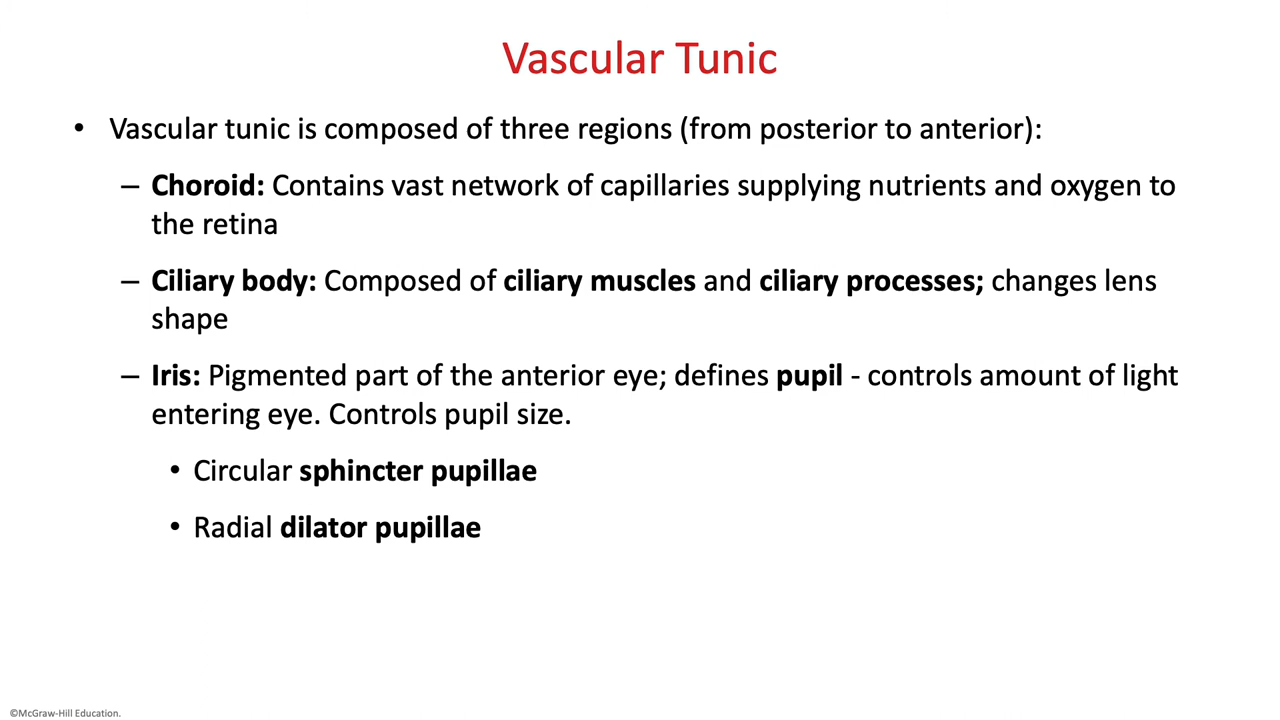 Vascular Tunic
• Vascular tunic is composed of three regions (from posterior to anterior):
– Choroid: Contains vast network of capillaries supplying nutrients and oxygen to
the retina
– Ciliary body: Composed of ciliary muscles and ciliary processes; changes lens
shape
– Iris: Pigmented part of the anterior eye; defines pupil - controls amount of light
entering eye. Controls pupil size.
• Circular sphincter pupillae
• Radial dilator pupillae
©McGraw-Hill Education.